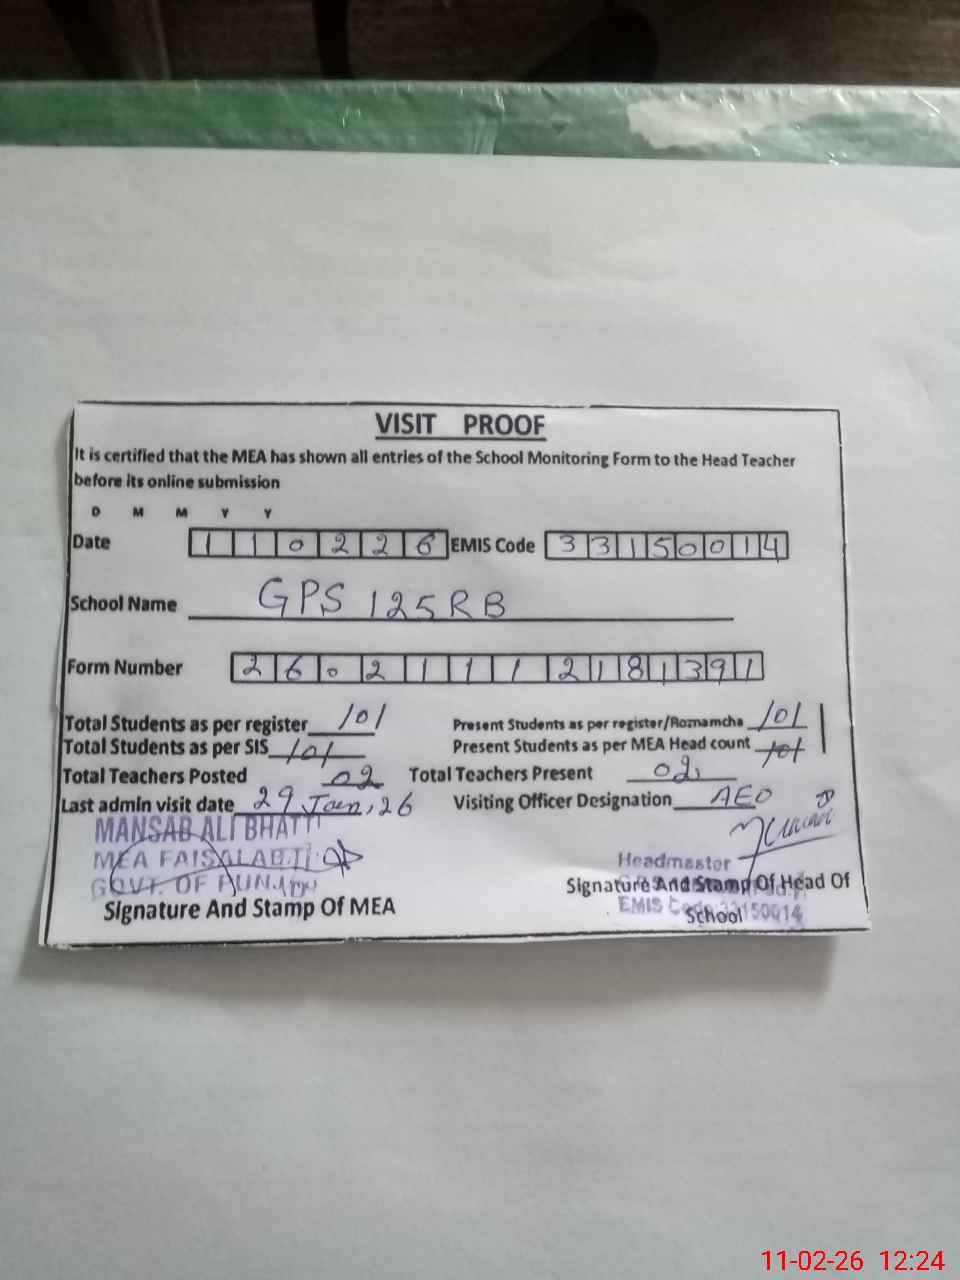 VISIT PROOF
It is certified that the MEA has shown all entries of the School Monitoring Form to the Head Teacher
before its online submission
D M M Y Y
Date 110226 EMIS Code 33150014
School Name GPS 125RB
Form Number 26021112181391
Total Students as per register 101 Present Students as per register/Roznamcha 101
Total Students as per SIS 101 Present Students as per MEA Head count 101
Total Teachers Posted 02 Total Teachers Present 02
Last admin visit date 29 Jan, 26 Visiting Officer Designation AEO
MANSAB ALI BHATTI
MEA FAISALABAD
GOVT. OF PUNJAB
Signature And Stamp Of MEA
Headmaster
Signature And Stamp Of Head Of
School
EMIS Code 33150014
11-02-26 12:24